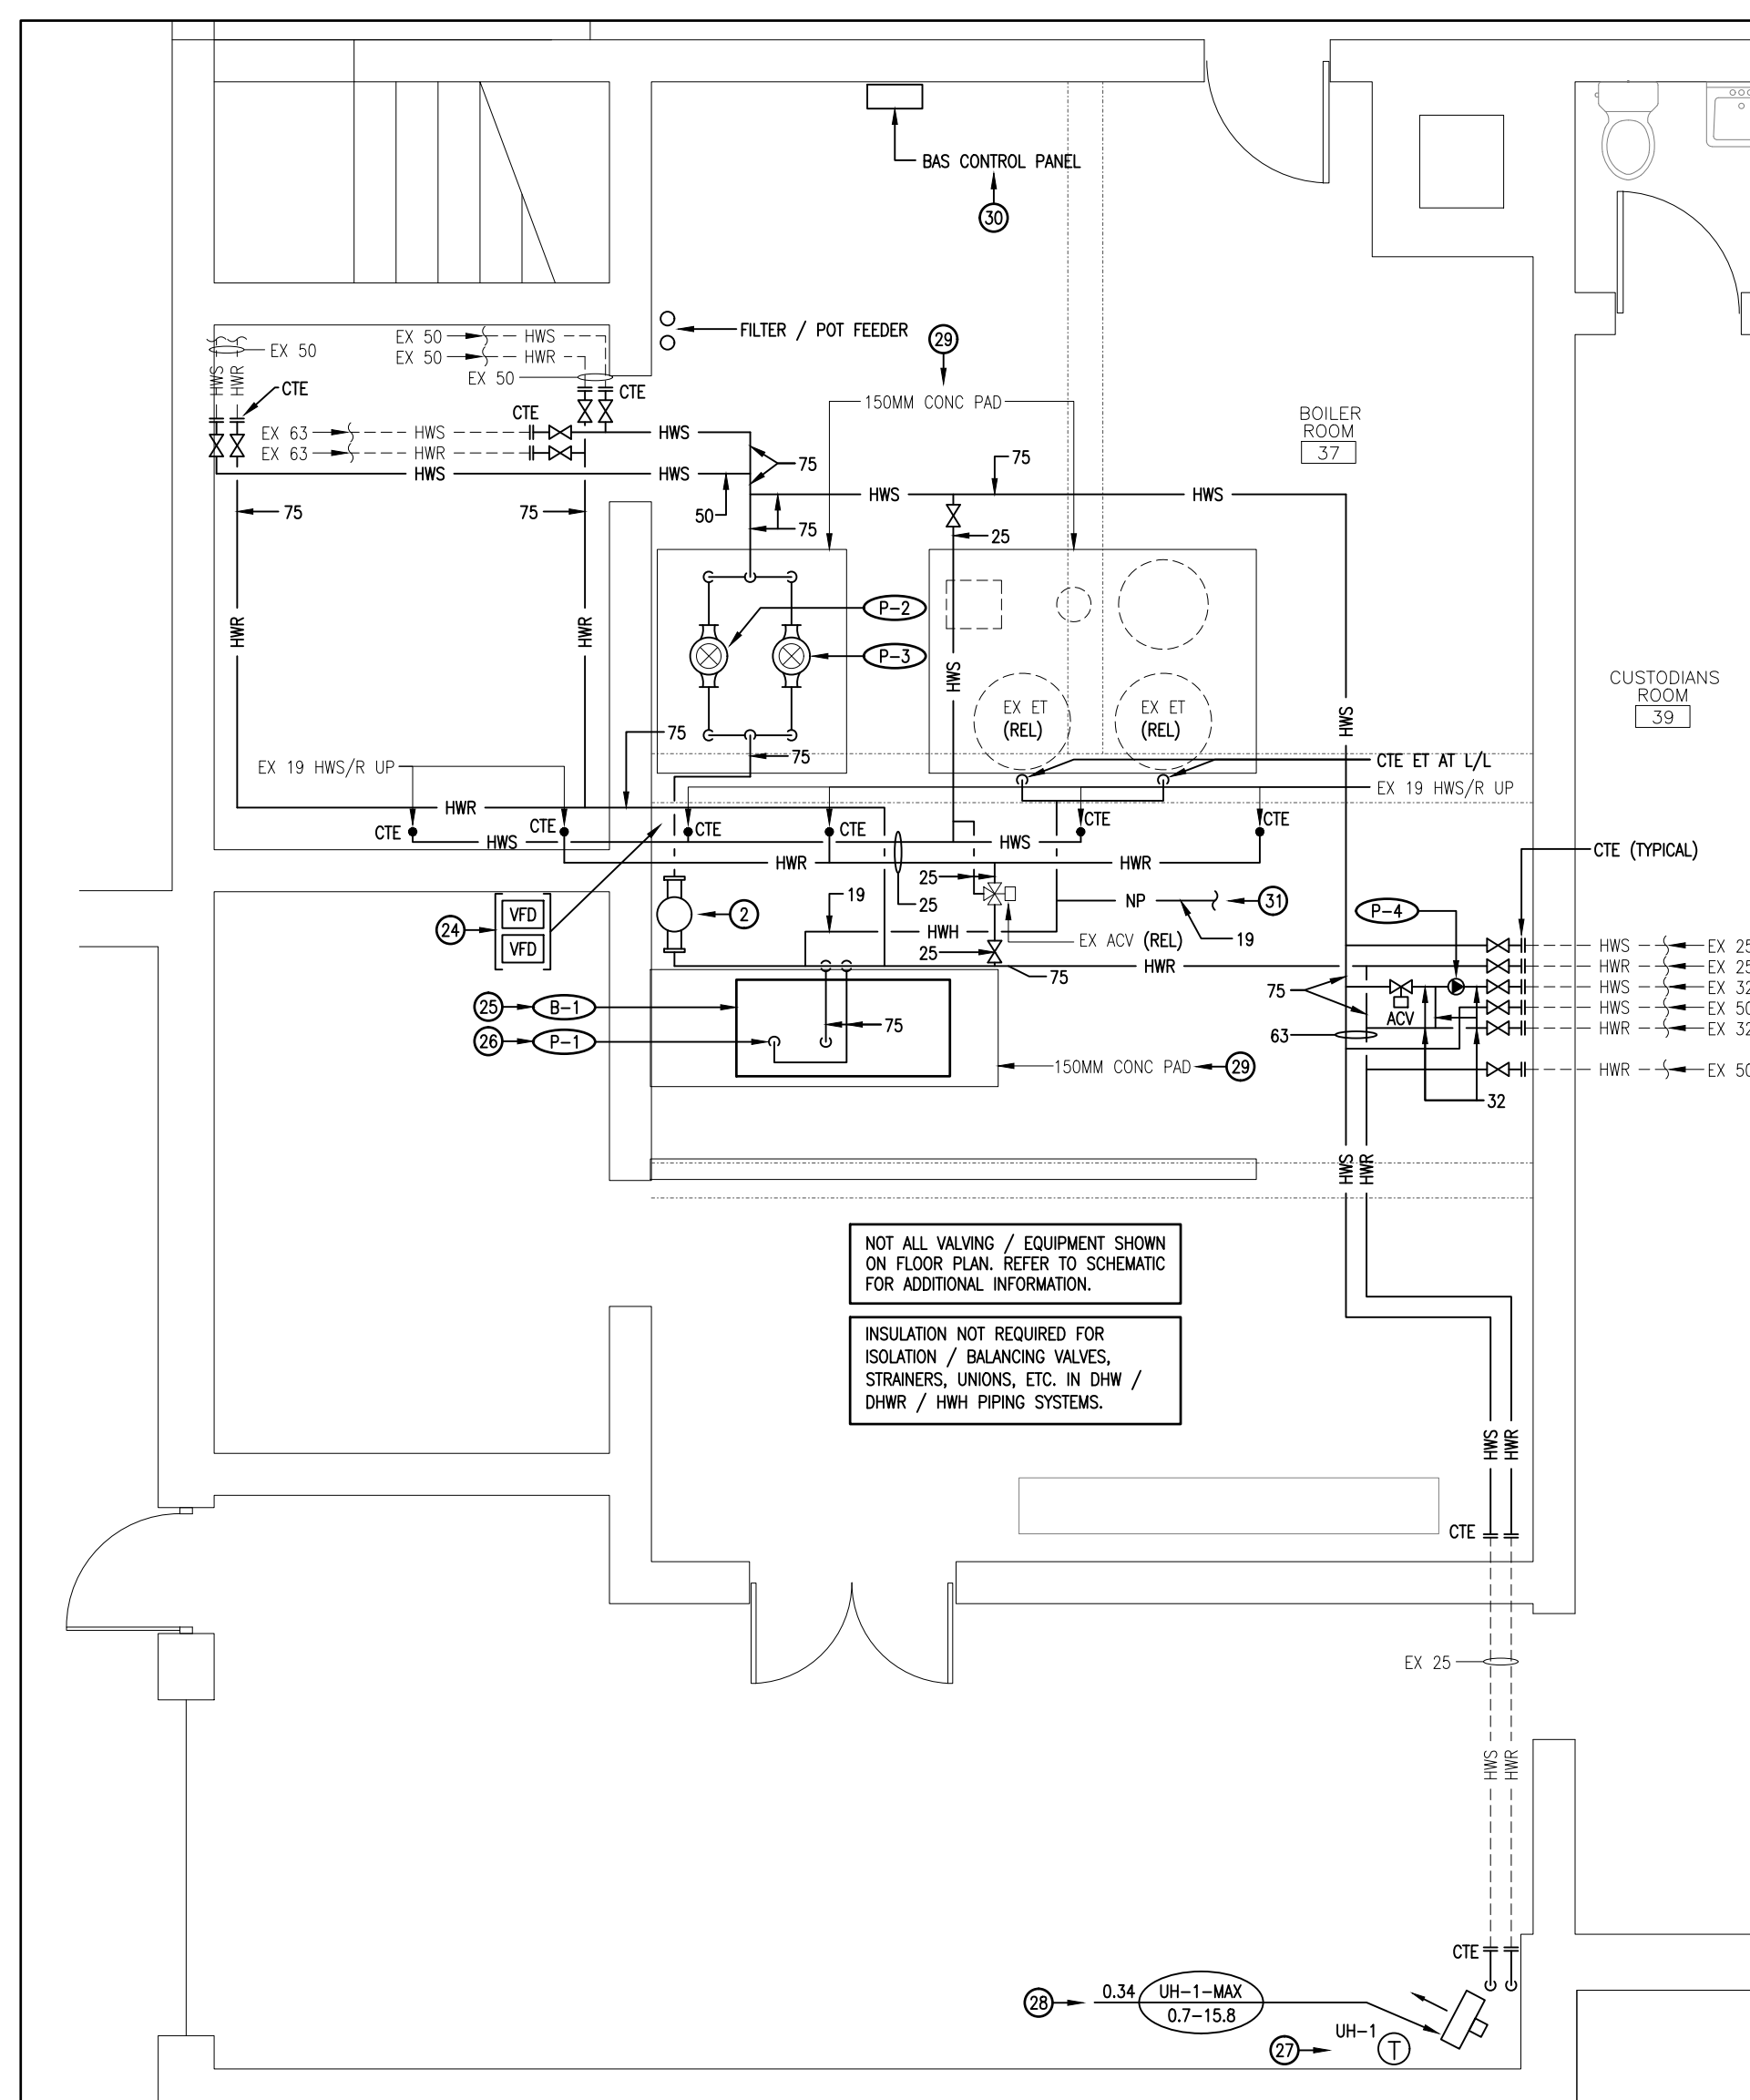 BAS CONTROL PANEL
30
FILTER / POT FEEDER
29
EX 50
HWS
EX 50
HWR
EX 50
EX 50
HWS
HWR
CTE
CTE
CTE
150MM CONC PAD
BOILER
ROOM
37
EX 63
HWS
EX 63
HWR
HWS
HWS
HWS
75
75
HWS
HWS
75
75
50
75
25
HWR
HWR
P-2
P-3
HWS
HWS
EX ET
(REL)
EX ET
(REL)
CUSTODIANS
ROOM
39
75
75
EX 19 HWS/R UP
CTE ET AT L/L
EX 19 HWS/R UP
HWR
CTE
CTE
CTE
CTE
CTE
CTE
HWS
HWS
HWR
HWR
CTE (TYPICAL)
25
25
19
NP
31
P-4
24
VFD
VFD
2
HWH
EX ACV (REL)
19
25
75
HWR
HWS
EX 25
HWR
EX 25
HWS
EX 32
HWS
EX 50
HWR
EX 32
HWR
EX 50
75
ACV
63
32
25
B-1
26
P-1
75
150MM CONC PAD
29
HWS
HWR
NOT ALL VALVING / EQUIPMENT SHOWN
ON FLOOR PLAN. REFER TO SCHEMATIC
FOR ADDITIONAL INFORMATION.
INSULATION NOT REQUIRED FOR
ISOLATION / BALANCING VALVES,
STRAINERS, UNIONS, ETC. IN DHW /
DHWR / HWH PIPING SYSTEMS.
HWS
HWR
CTE
EX 25
HWS
HWR
CTE
28
0.34
UH-1-MAX
0.7-15.8
UH-1
27
T